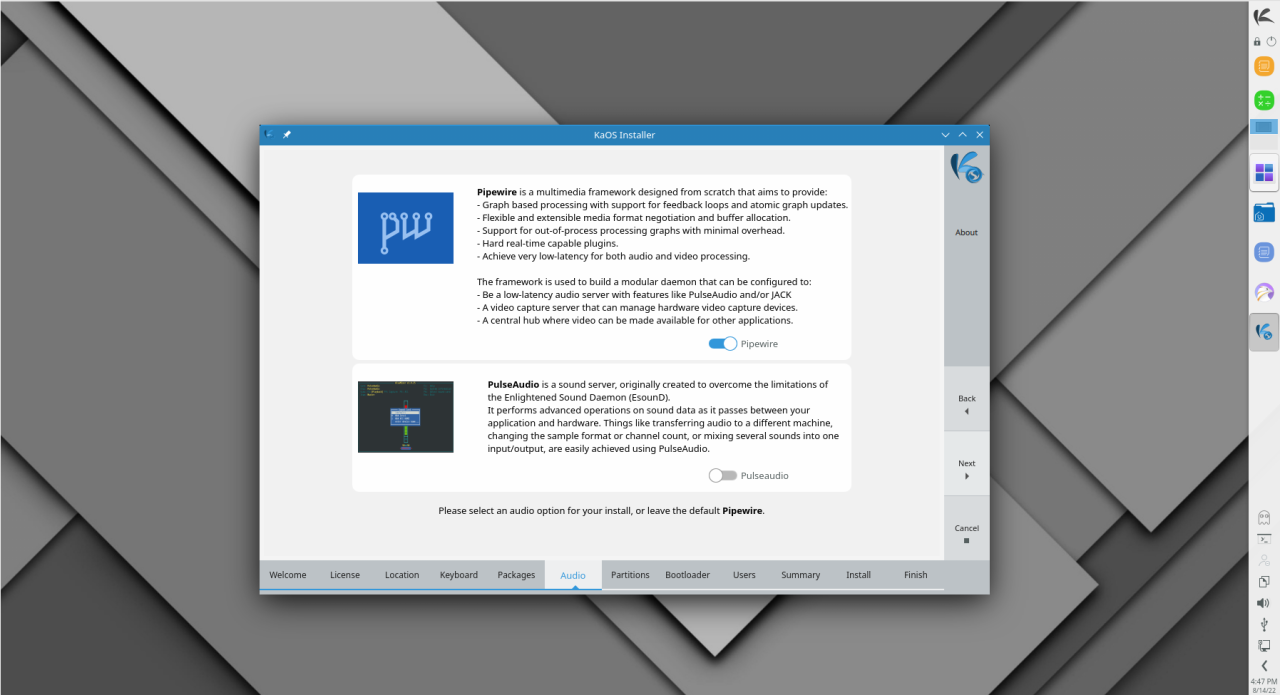 KaOS Installer
Pipewire is a multimedia framework designed from scratch that aims to provide:
- Graph based processing with support for feedback loops and atomic graph updates.
- Flexible and extensible media format negotiation and buffer allocation.
- Support for out-of-process processing graphs with minimal overhead.
- Hard real-time capable plugins.
- Achieve very low-latency for both audio and video processing.
The framework is used to build a modular daemon that can be configured to:
- Be a low-latency audio server with features like PulseAudio and/or JACK
- A video capture server that can manage hardware video capture devices.
- A central hub where video can be made available for other applications.
Pipewire
PulseAudio is a sound server, originally created to overcome the limitations of
the Enlightened Sound Daemon (EsounD).
It performs advanced operations on sound data as it passes between your
application and hardware. Things like transferring audio to a different machine,
changing the sample format or channel count, or mixing several sounds into one
input/output, are easily achieved using PulseAudio.
Pulseaudio
Please select an audio option for your install, or leave the default Pipewire.
About
Back
Next
Cancel
Welcome
License
Location
Keyboard
Packages
Audio
Partitions
Bootloader
Users
Summary
Install
Finish
4:47 PM
8/14/22